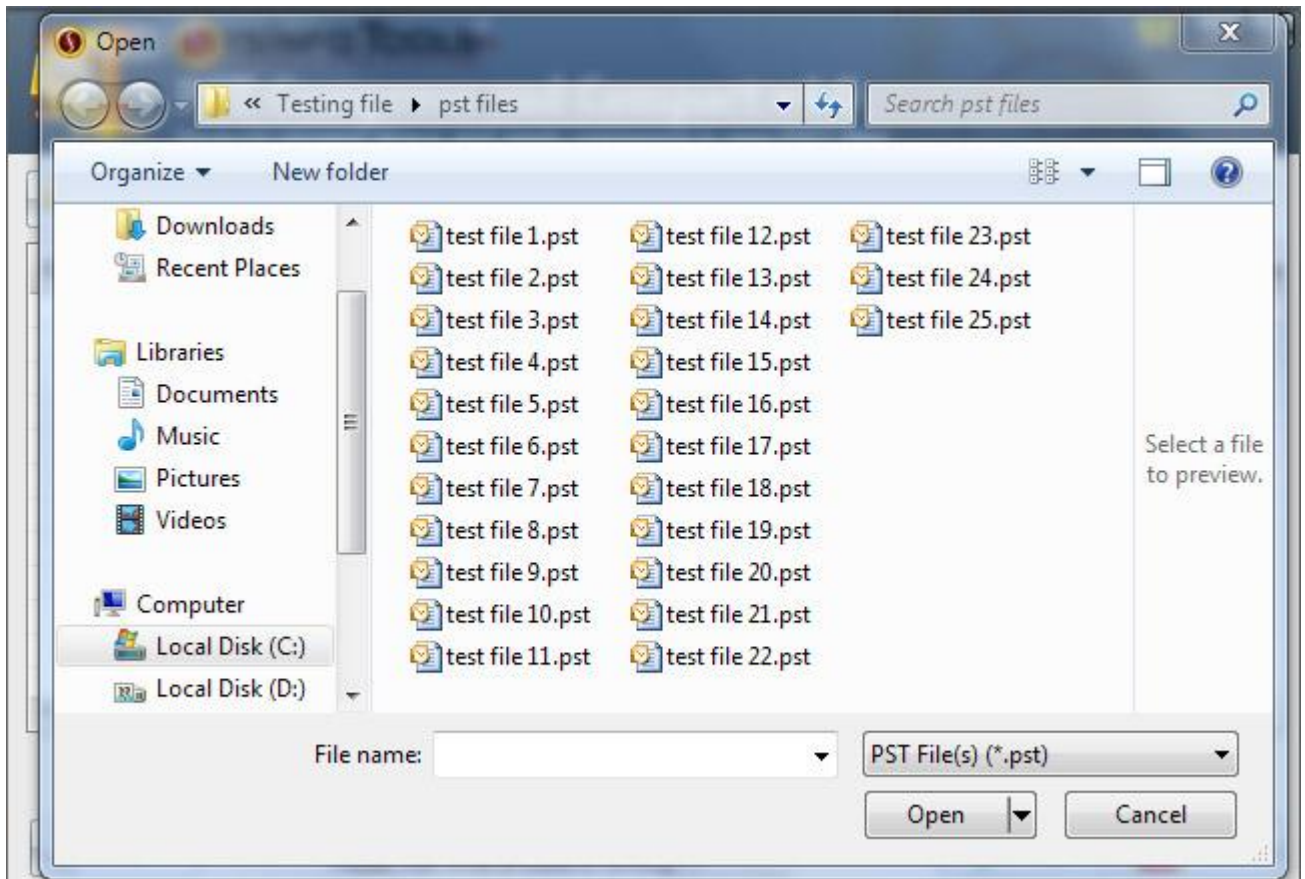 Open
« Testing file ▸ pst files
Search pst files
Organize
New folder
Downloads
Recent Places
Libraries
Documents
Music
Pictures
Videos
Computer
Local Disk (C:)
Local Disk (D:)
test file 1.pst
test file 2.pst
test file 3.pst
test file 4.pst
test file 5.pst
test file 6.pst
test file 7.pst
test file 8.pst
test file 9.pst
test file 10.pst
test file 11.pst
test file 12.pst
test file 13.pst
test file 14.pst
test file 15.pst
test file 16.pst
test file 17.pst
test file 18.pst
test file 19.pst
test file 20.pst
test file 21.pst
test file 22.pst
test file 23.pst
test file 24.pst
test file 25.pst
Select a file
to preview.
File name:
PST File(s) (*.pst)
Open
Cancel